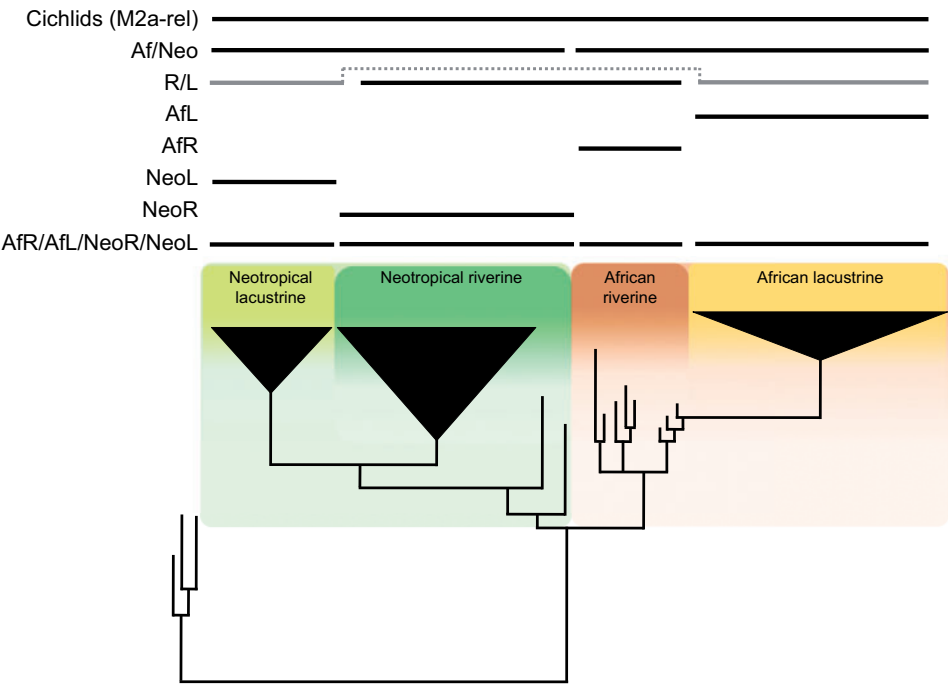 Cichlids (M2a-rel)
Af/Neo
R/L
AfL
AfR
NeoL
NeoR
AfR/AfL/NeoR/NeoL
Neotropical
lacustrine
Neotropical riverine
African
riverine
African lacustrine